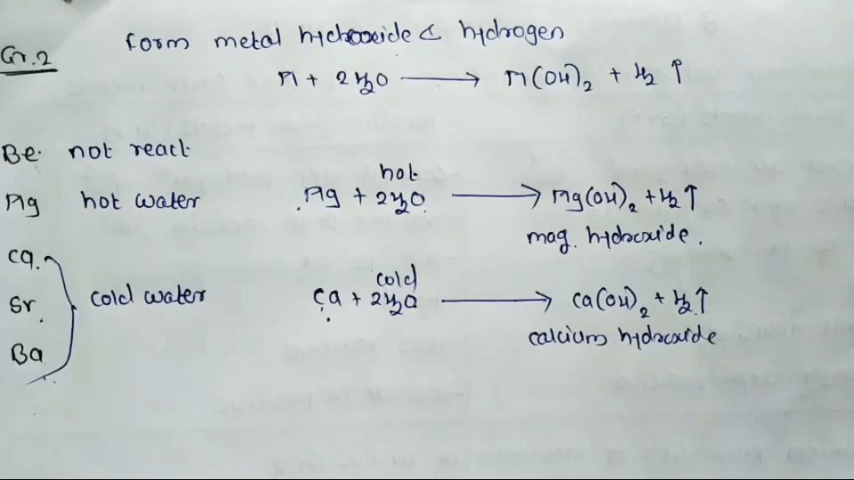 Gr.2 Form metal hydroxide & hydrogen
M + 2H2O ⟶ M(OH)2 + H2 ↑
Be. not react
Mg hot water Mg + 2H2O ⟶ Mg(OH)2 + H2 ↑
hot
mag. hydroxide.
Ca. Sr. Ba cold water
cold
Ca + 2H2O ⟶ Ca(OH)2 + H2 ↑
calcium hydroxide